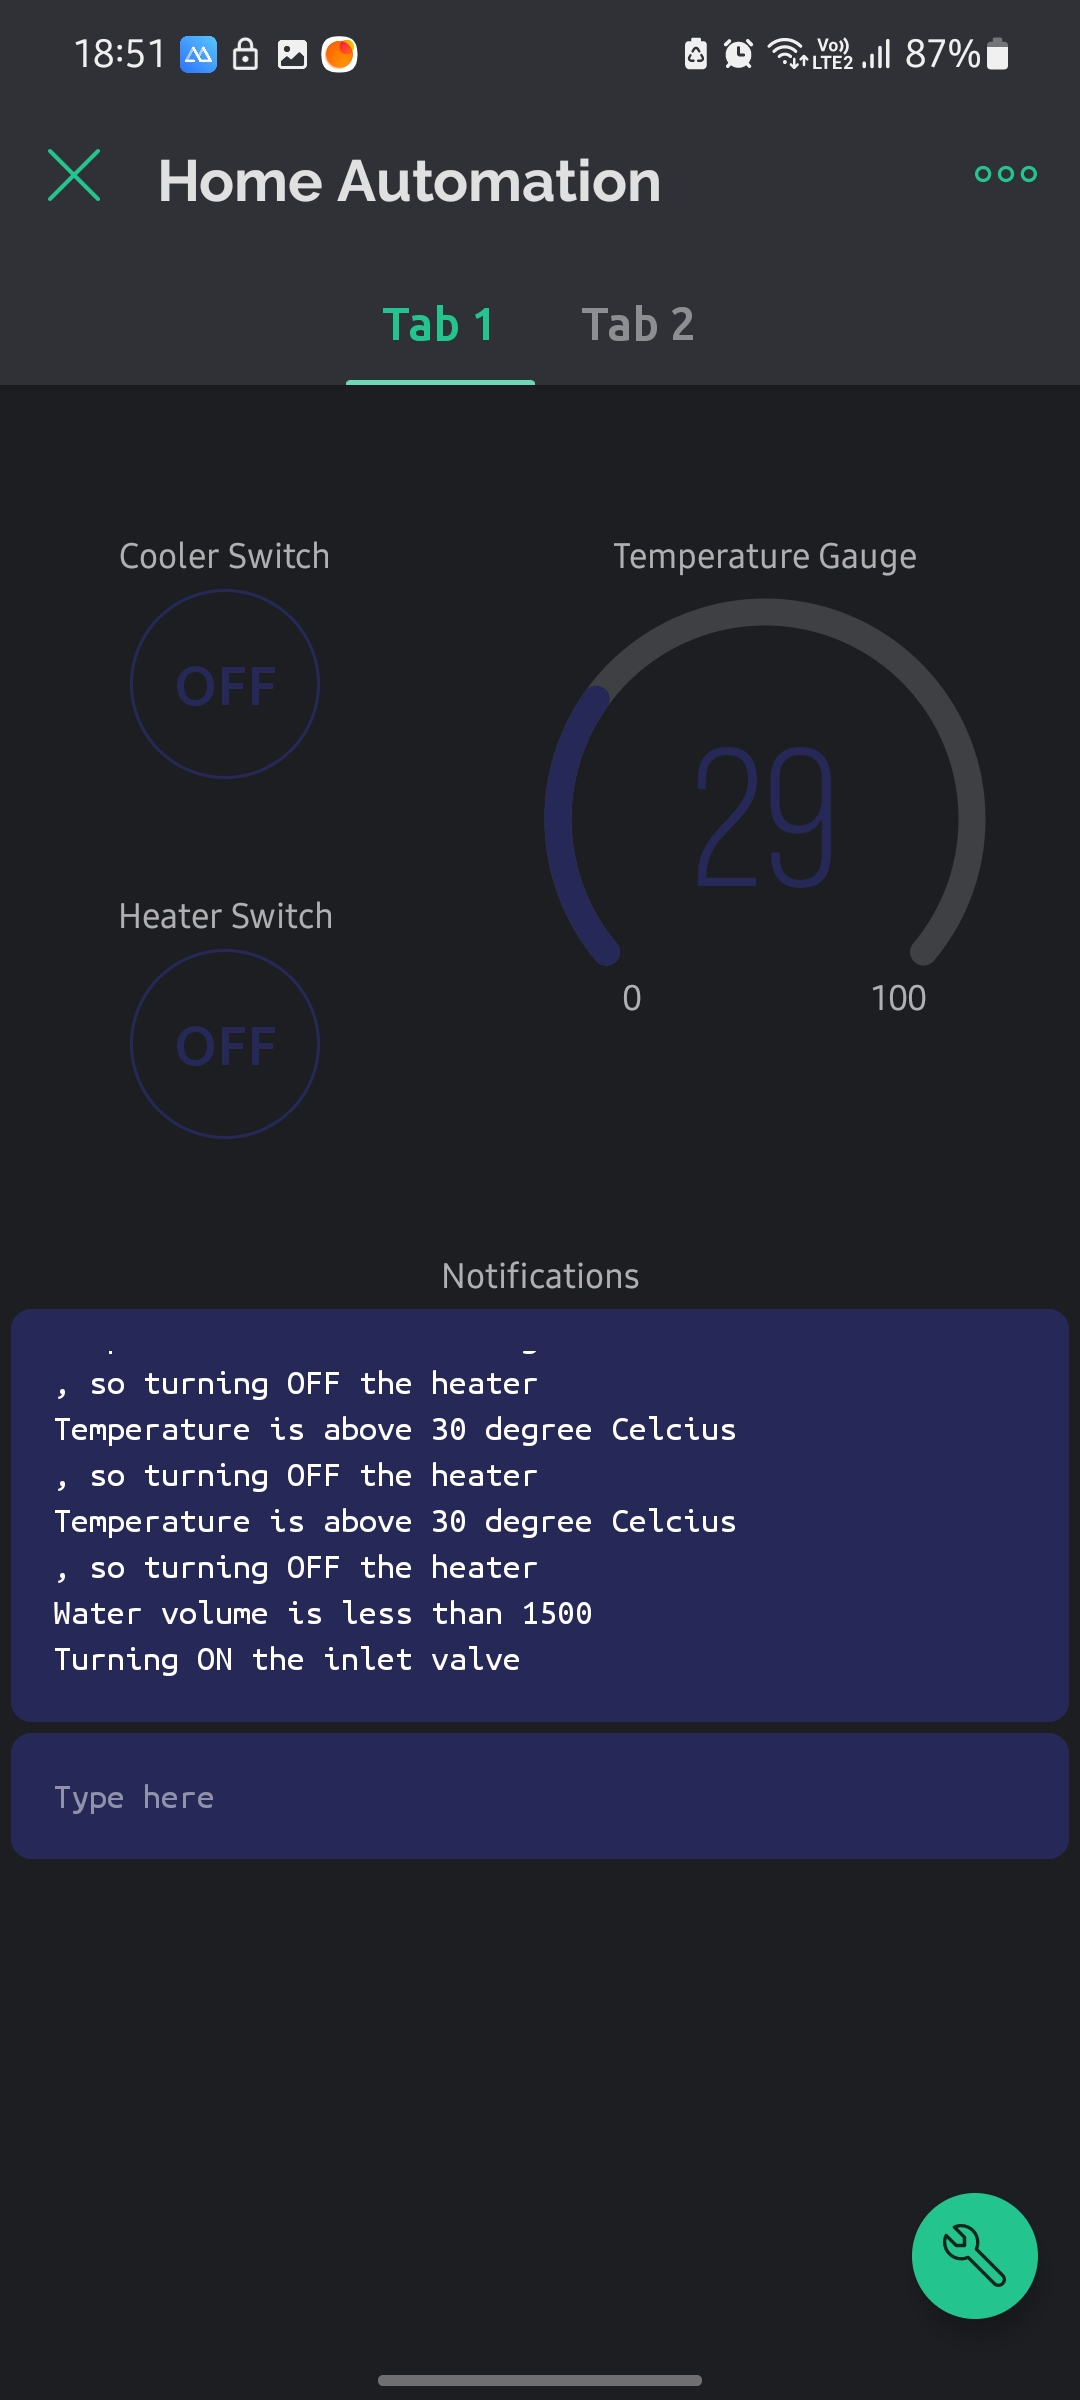 18:51
Vo)) LTE2 87%
Home Automation
Tab 1 Tab 2
Cooler Switch
OFF
Temperature Gauge
29
0 100
Heater Switch
OFF
Notifications
, so turning OFF the heater
Temperature is above 30 degree Celcius
, so turning OFF the heater
Temperature is above 30 degree Celcius
, so turning OFF the heater
Water volume is less than 1500
Turning ON the inlet valve
Type here